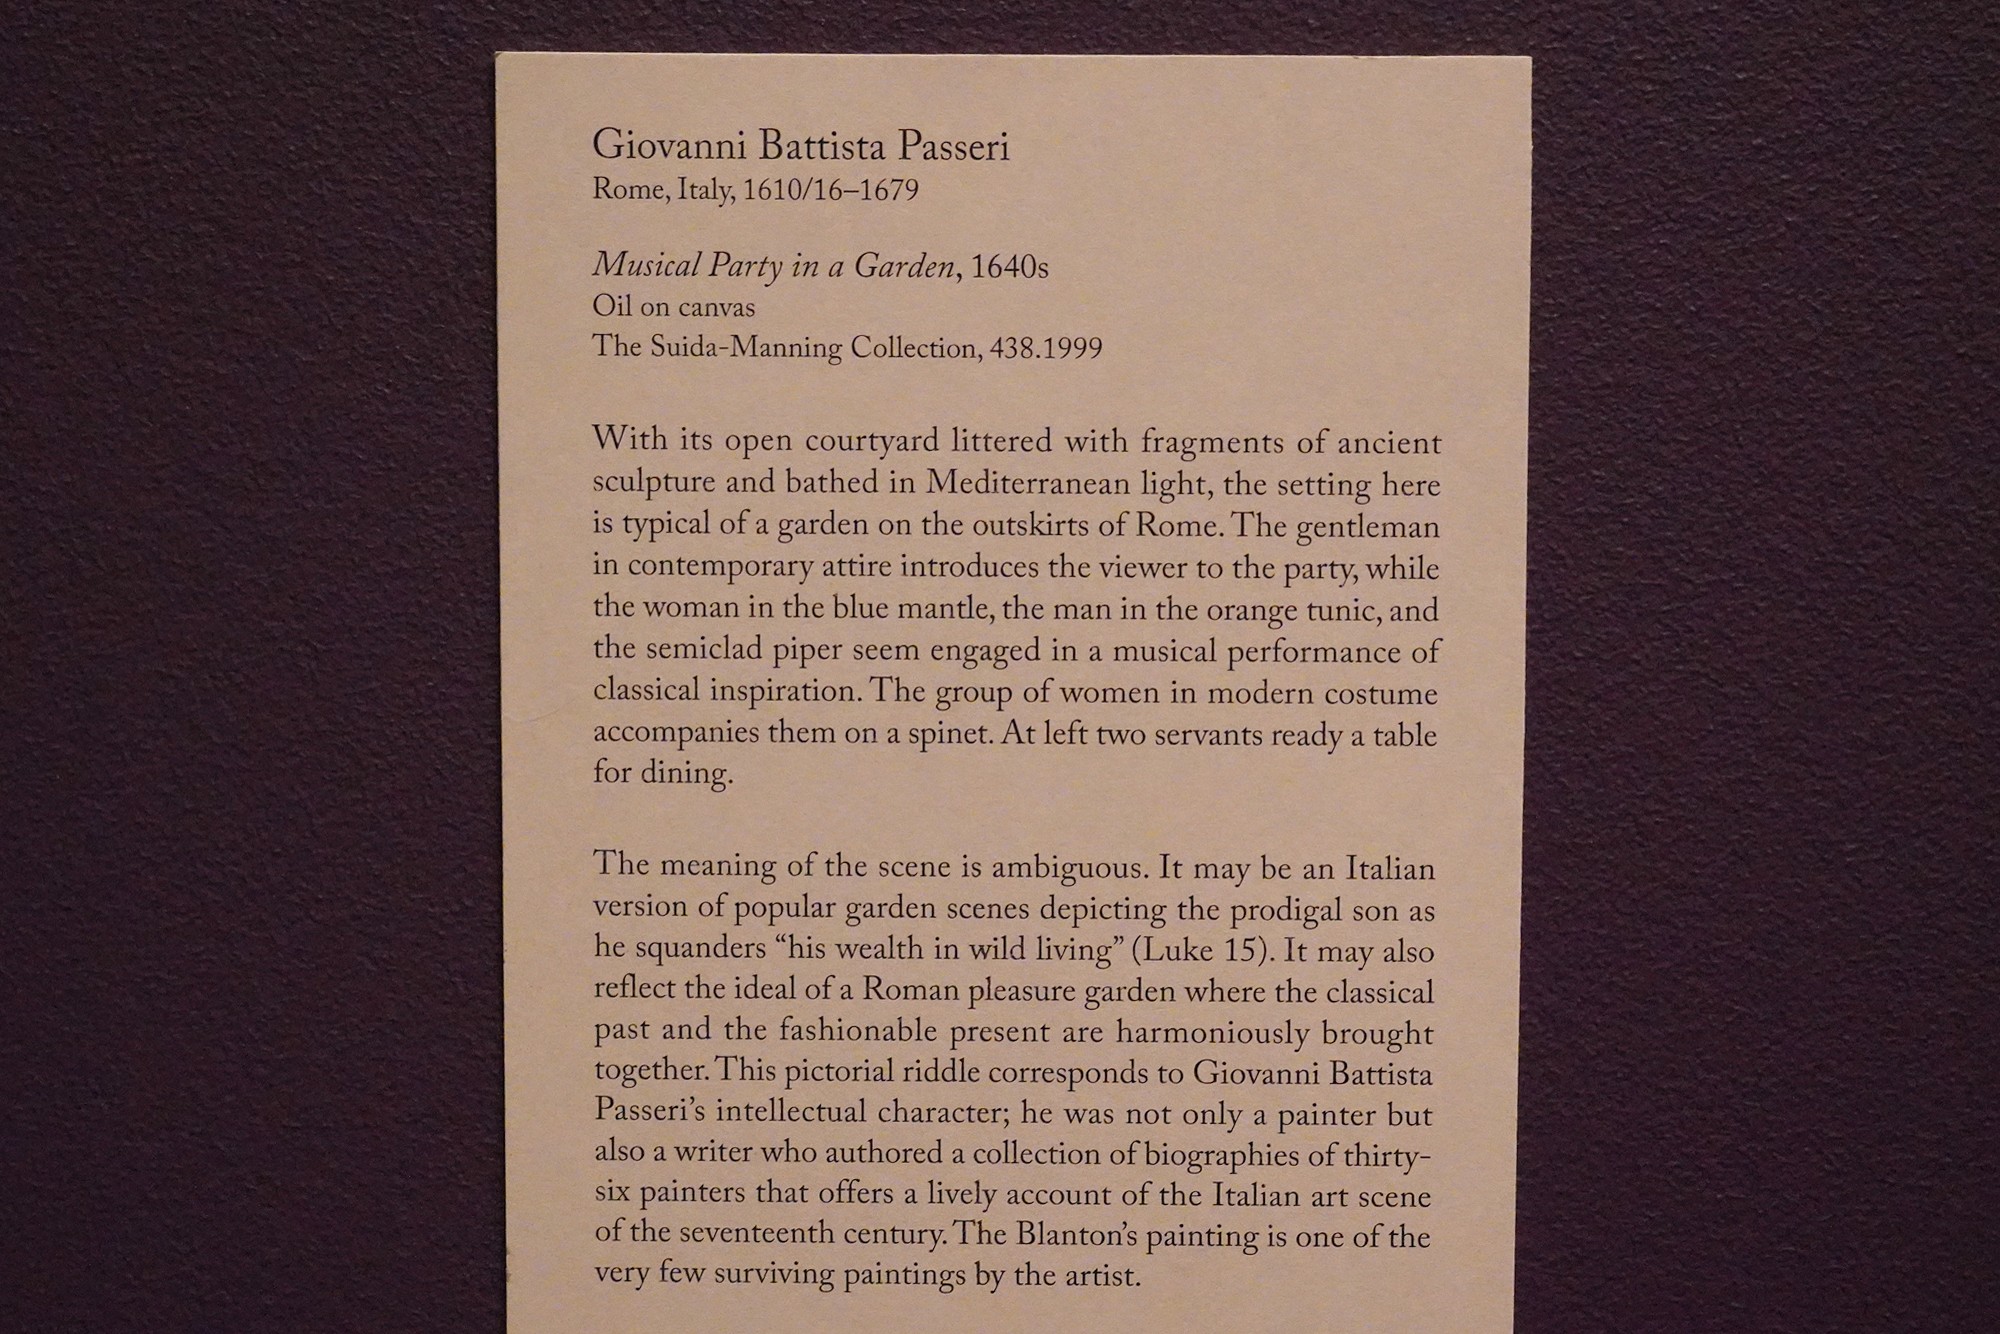 Giovanni Battista Passeri
Rome, Italy, 1610/16–1679
Musical Party in a Garden, 1640s
Oil on canvas
The Suida-Manning Collection, 438.1999
With its open courtyard littered with fragments of ancient
sculpture and bathed in Mediterranean light, the setting here
is typical of a garden on the outskirts of Rome. The gentleman
in contemporary attire introduces the viewer to the party, while
the woman in the blue mantle, the man in the orange tunic, and
the semiclad piper seem engaged in a musical performance of
classical inspiration. The group of women in modern costume
accompanies them on a spinet. At left two servants ready a table
for dining.
The meaning of the scene is ambiguous. It may be an Italian
version of popular garden scenes depicting the prodigal son as
he squanders “his wealth in wild living” (Luke 15). It may also
reflect the ideal of a Roman pleasure garden where the classical
past and the fashionable present are harmoniously brought
together. This pictorial riddle corresponds to Giovanni Battista
Passeri’s intellectual character; he was not only a painter but
also a writer who authored a collection of biographies of thirty-
six painters that offers a lively account of the Italian art scene
of the seventeenth century. The Blanton’s painting is one of the
very few surviving paintings by the artist.